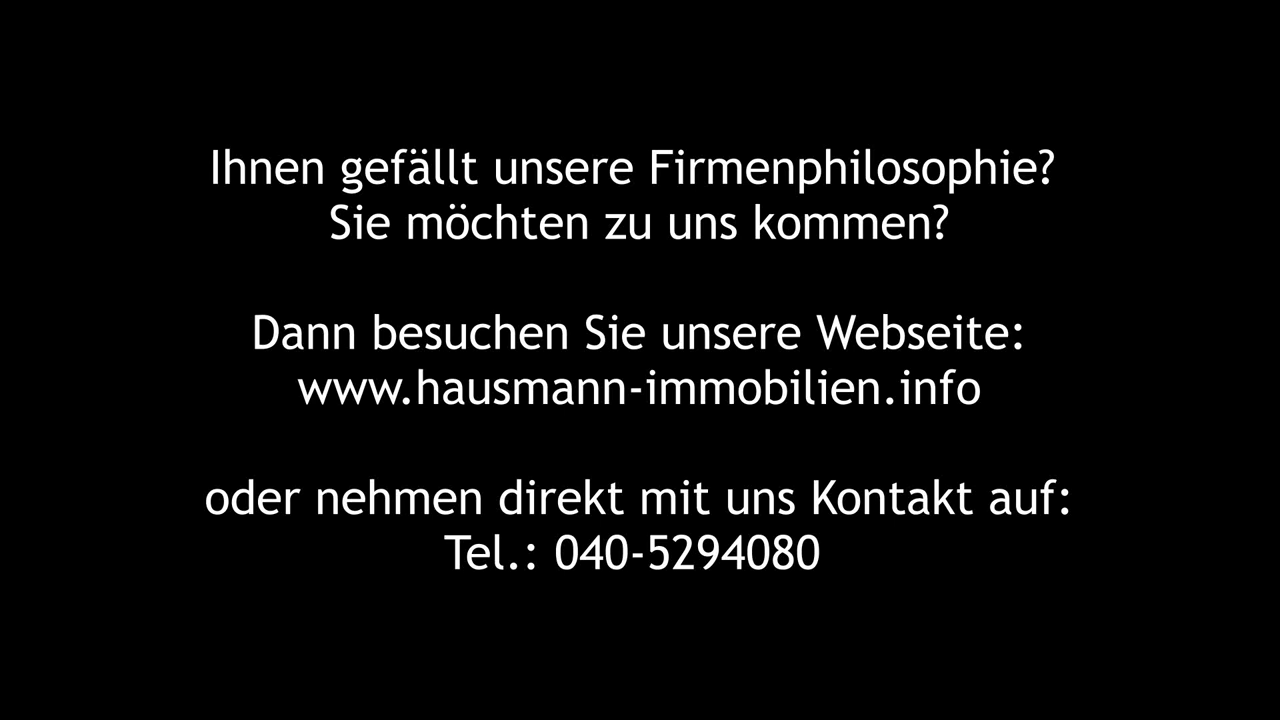 Ihnen gefällt unsere Firmenphilosophie?
Sie möchten zu uns kommen?
Dann besuchen Sie unsere Webseite:
www.hausmann-immobilien.info
oder nehmen direkt mit uns Kontakt auf:
Tel.: 040-5294080